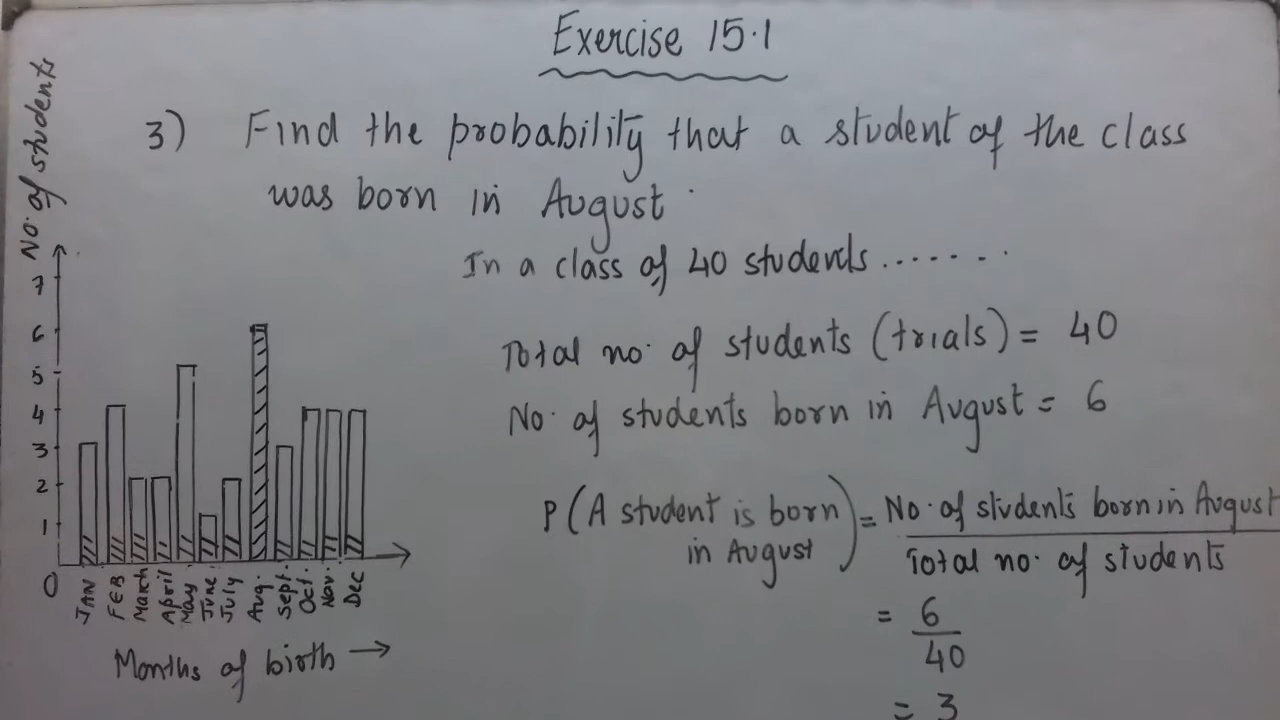 Exercise 15.1
3) Find the probability that a student of the class
was born in August.
In a class of 40 students .......
Total no. of students (trials) = 40
No. of students born in August = 6
P(A student is born in August) = No. of students born in August / Total no. of students
= 6/40
= 3
No. of students
7
6
5
4
3
2
1
0
JAN FEB March April May June July Aug. Sept. Oct. Nov. Dec
Months of birth →